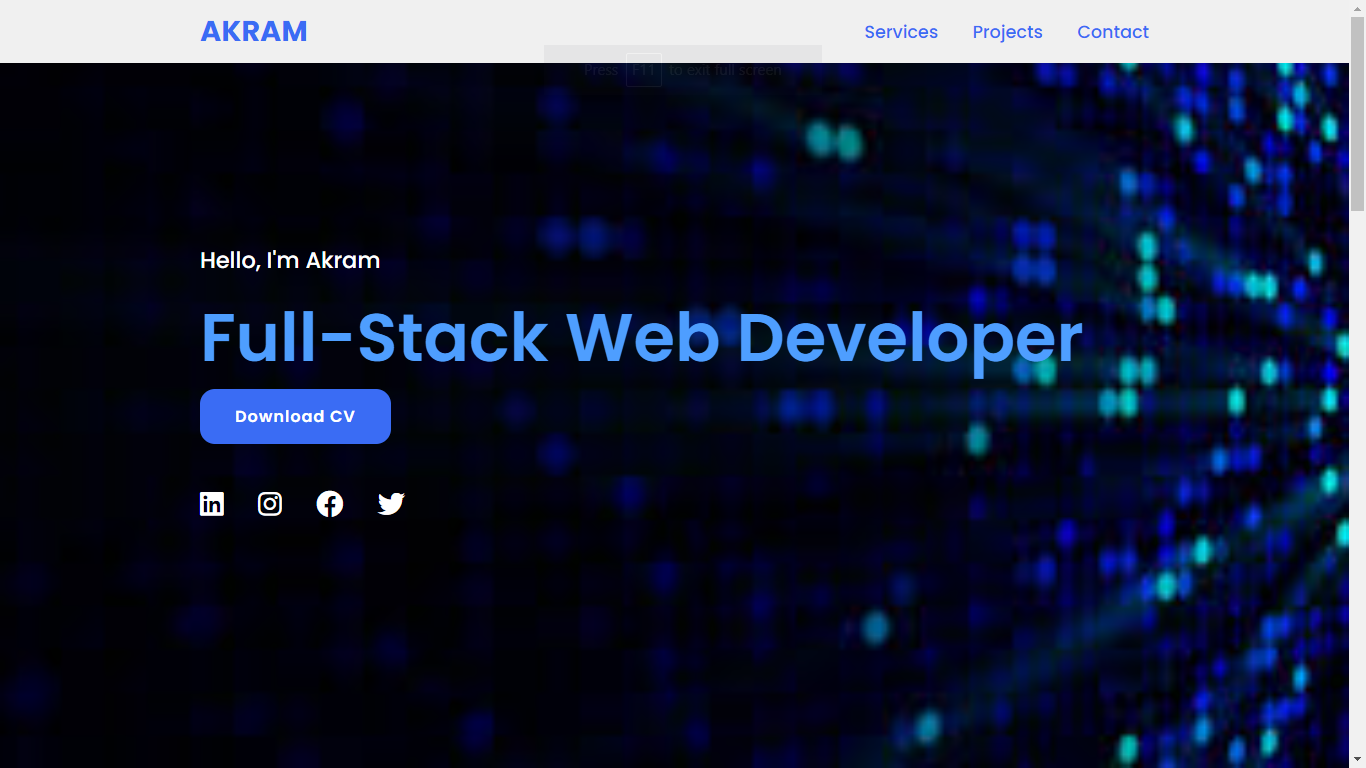 AKRAM
Services Projects Contact
Press F11 to exit full screen
Hello, I'm Akram
Full-Stack Web Developer
Download CV